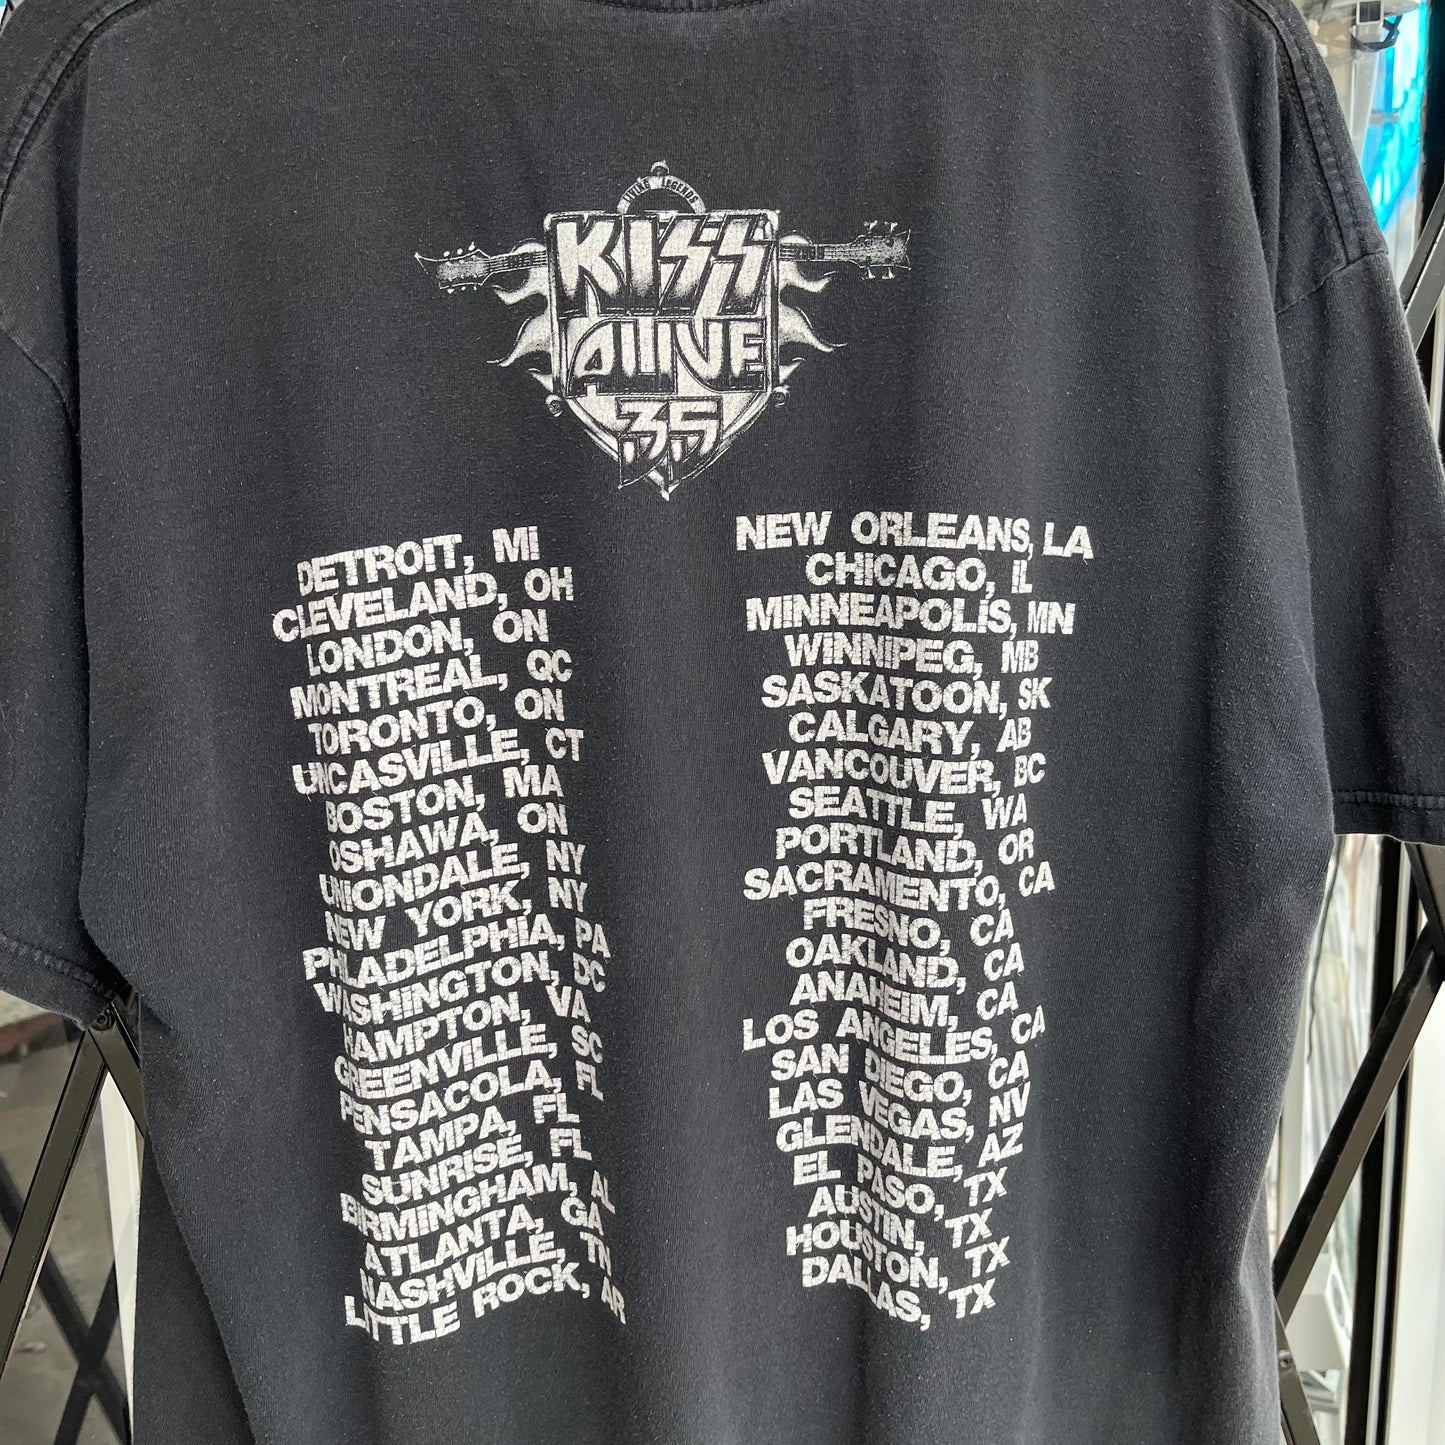 LIVING LEGENDS
KISS
ALIVE
35
DETROIT, MI
CLEVELAND, OH
LONDON, ON
MONTREAL, QC
TORONTO, ON
UNCASVILLE, CT
BOSTON, MA
OSHAWA, ON
UNIONDALE, NY
NEW YORK, NY
PHILADELPHIA, PA
WASHINGTON, DC
HAMPTON, VA
GREENVILLE, SC
PENSACOLA, FL
TAMPA, FL
SUNRISE, FL
BIRMINGHAM, AL
ATLANTA, GA
NASHVILLE, TN
LITTLE ROCK, AR
NEW ORLEANS, LA
CHICAGO, IL
MINNEAPOLIS, MN
WINNIPEG, MB
SASKATOON, SK
CALGARY, AB
VANCOUVER, BC
SEATTLE, WA
PORTLAND, OR
SACRAMENTO, CA
FRESNO, CA
OAKLAND, CA
ANAHEIM, CA
LOS ANGELES, CA
SAN DIEGO, CA
LAS VEGAS, NV
GLENDALE, AZ
EL PASO, TX
AUSTIN, TX
HOUSTON, TX
DALLAS, TX